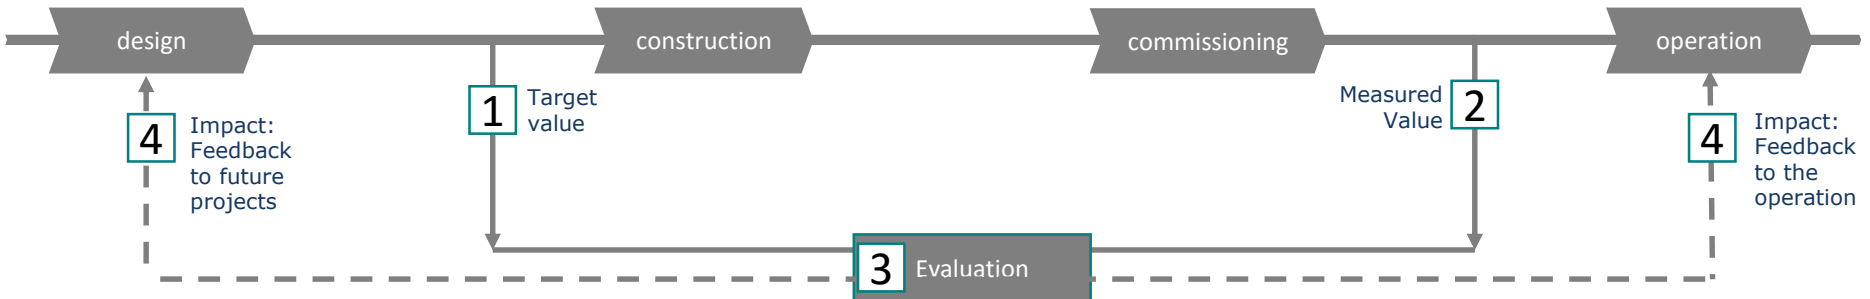 design
construction
commissioning
operation
1
Target
value
Measured
Value
2
4
Impact:
Feedback
to future
projects
4
Impact:
Feedback
to the
operation
3
Evaluation